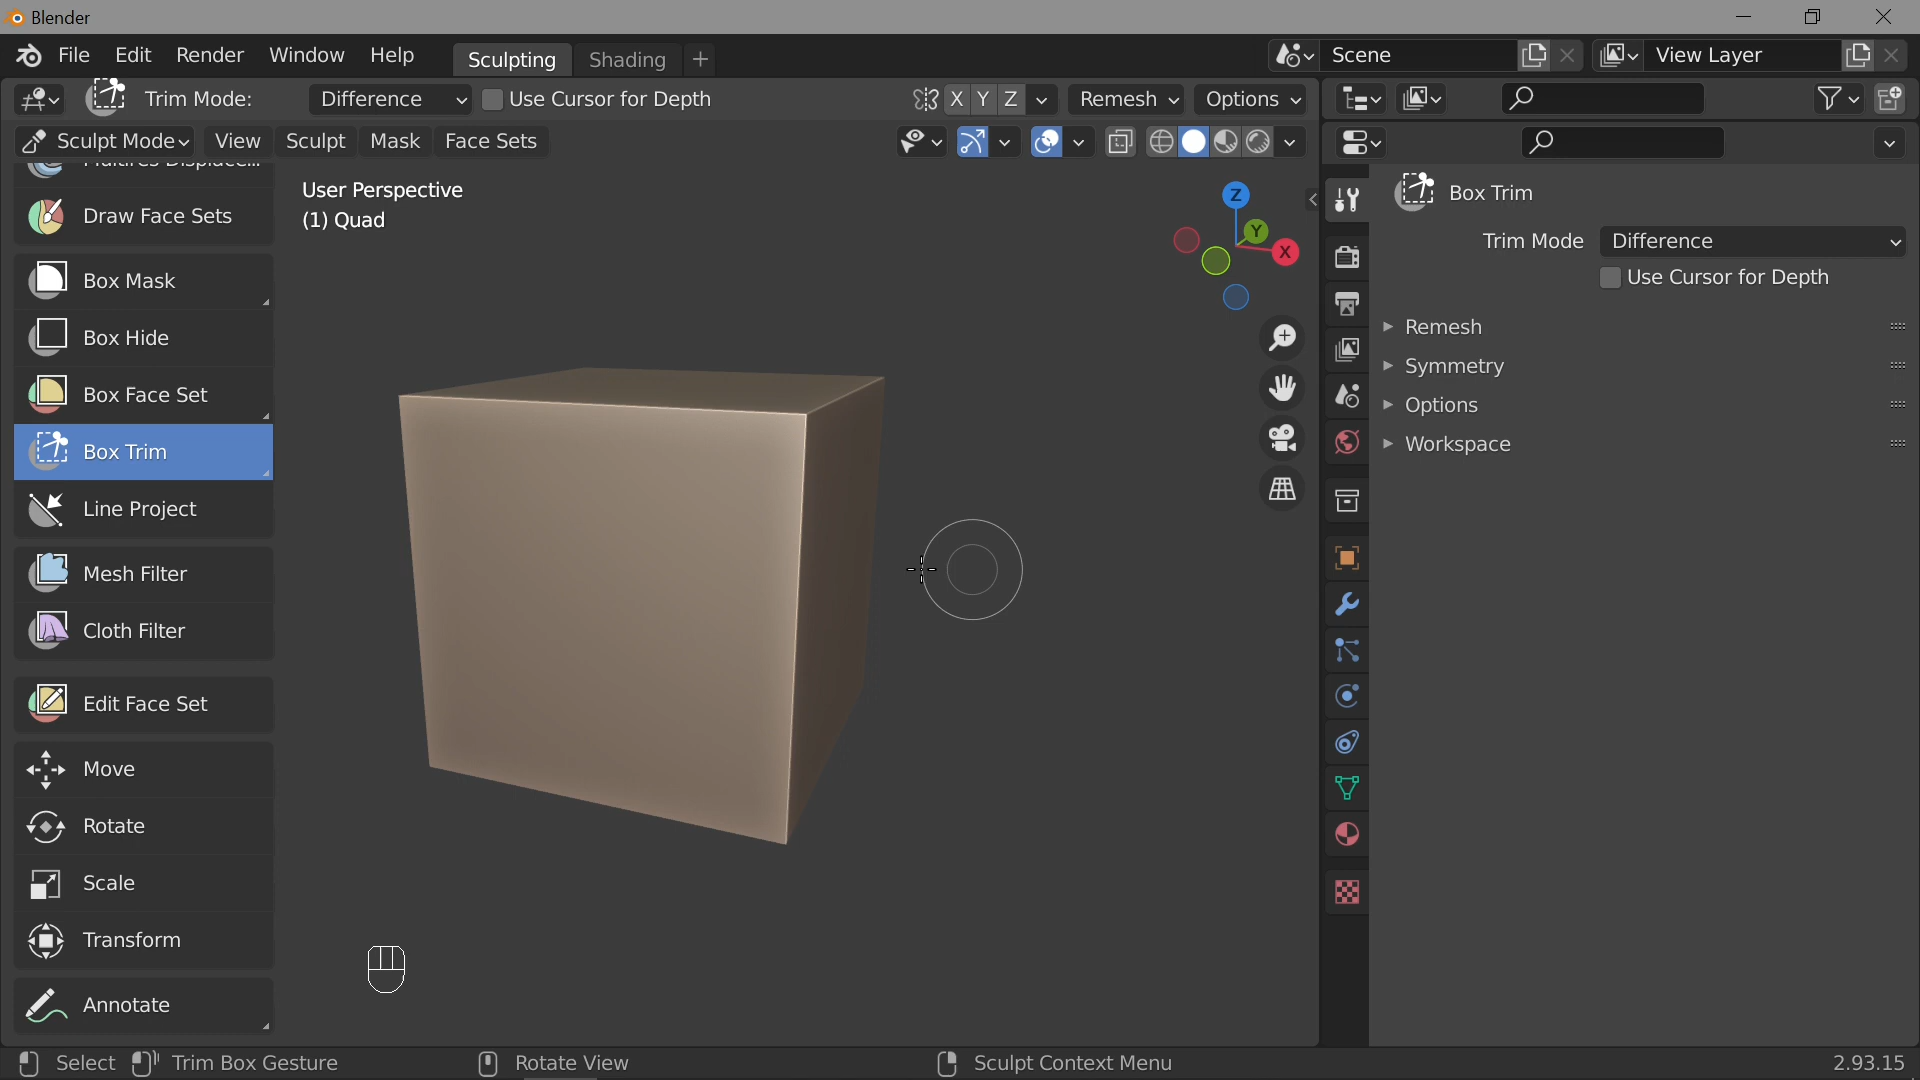 Blender
File Edit Render Window Help Sculpting Shading + Scene View Layer
Trim Mode: Difference Use Cursor for Depth X Y Z Remesh Options
Sculpt Mode View Sculpt Mask Face Sets
User Perspective
(1) Quad
Z
Y
X
Draw Face Sets
Box Mask
Box Hide
Box Face Set
Box Trim
Line Project
Mesh Filter
Cloth Filter
Edit Face Set
Move
Rotate
Scale
Transform
Annotate
Box Trim
Trim Mode Difference
Use Cursor for Depth
Remesh
Symmetry
Options
Workspace
Select Trim Box Gesture Rotate View Sculpt Context Menu 2.93.15